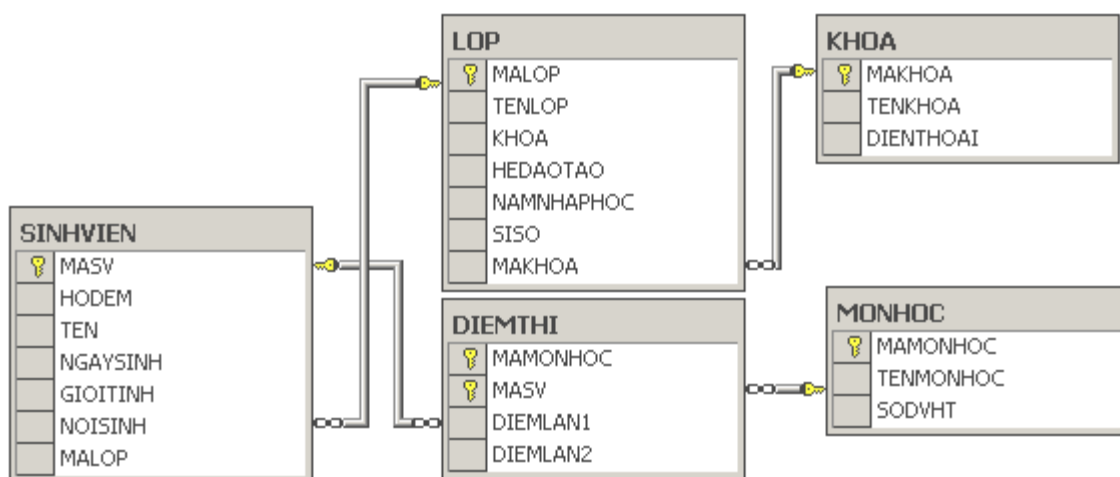 LOP
MALOP
TENLOP
KHOA
HEDAOTAO
NAMNHAPHOC
SISO
MAKHOA
KHOA
MAKHOA
TENKHOA
DIENTHOAI
SINHVIEN
MASV
HODEM
TEN
NGAYSINH
GIOITINH
NOISINH
MALOP
DIEMTHI
MAMONHOC
MASV
DIEMLAN1
DIEMLAN2
MONHOC
MAMONHOC
TENMONHOC
SODVHT